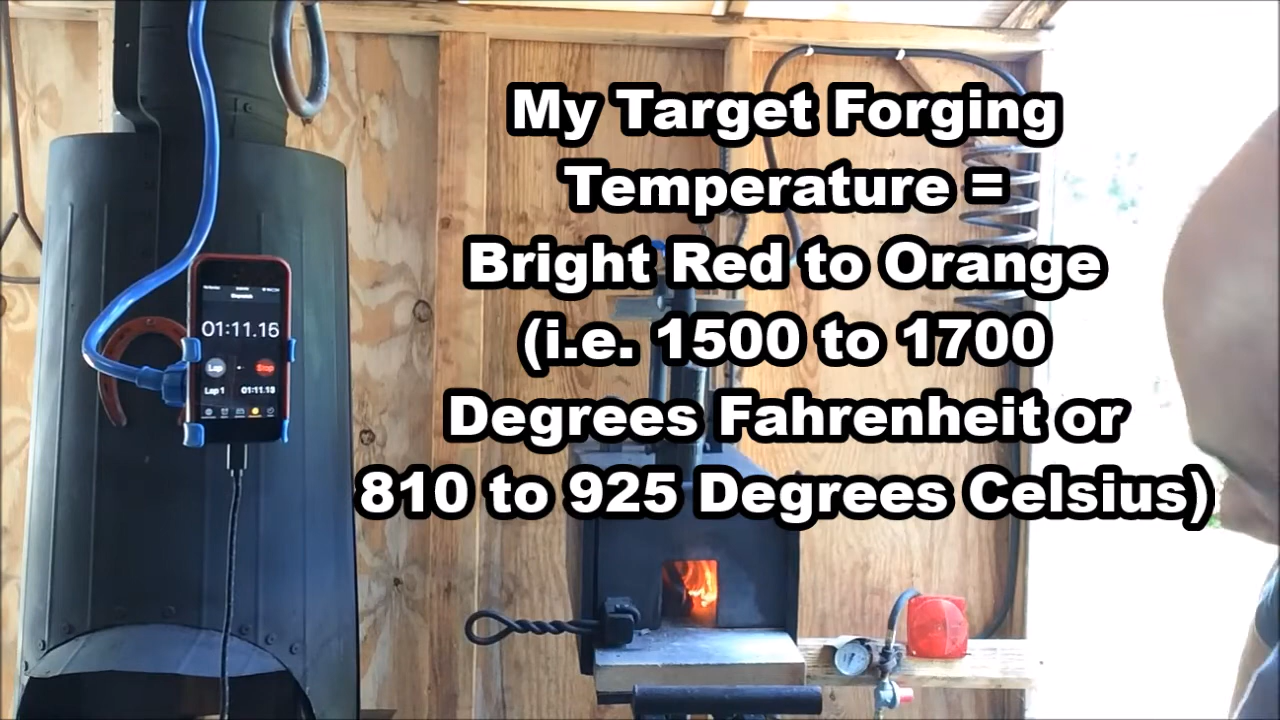 My Target Forging
Temperature =
Bright Red to Orange
(i.e. 1500 to 1700
Degrees Fahrenheit or
810 to 925 Degrees Celsius)
01:11.16
Lap
Stop
Lap 1
01:11.16